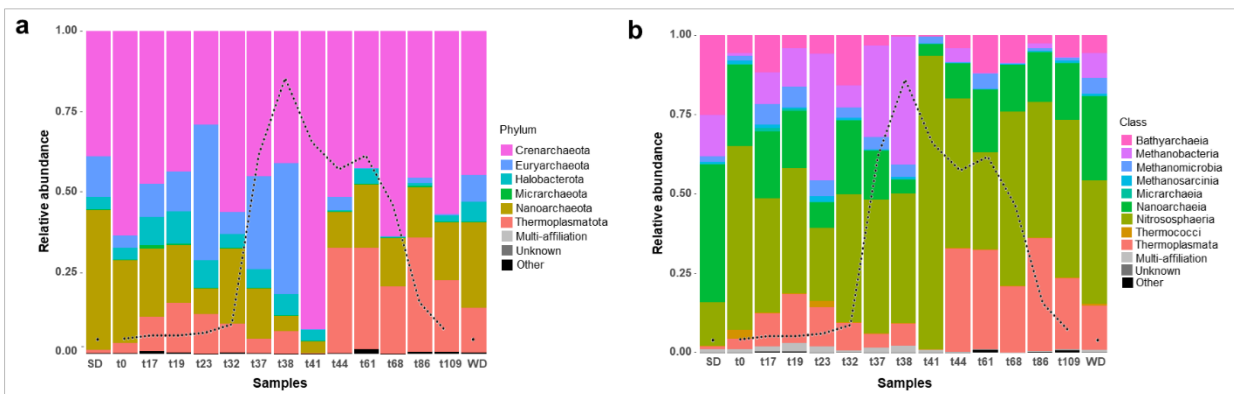 a
1.00
0.75
0.50
0.25
0.00
Relative abundance
SD t0 t17 t19 t23 t32 t37 t38 t41 t44 t61 t68 t86 t109 WD
Samples
Phylum
Crenarchaeota
Euryarchaeota
Halobacterota
Micrarchaeota
Nanoarchaeota
Thermoplasmatota
Multi-affiliation
Unknown
Other
b
1.00
0.75
0.50
0.25
0.00
Relative abundance
SD t0 t17 t19 t23 t32 t37 t38 t41 t44 t61 t68 t86 t109 WD
Samples
Class
Bathyarchaeia
Methanobacteria
Methanomicrobia
Methanosarcinia
Micrarchaeia
Nanoarchaeia
Nitrososphaeria
Thermococci
Thermoplasmata
Multi-affiliation
Unknown
Other